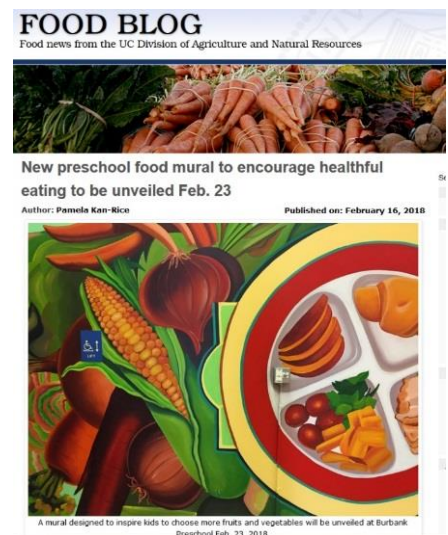 FOOD BLOG
Food news from the UC Division of Agriculture and Natural Resources
New preschool food mural to encourage healthful
eating to be unveiled Feb. 23
Author: Pamela Kan-Rice
Published on: February 16, 2018
LIFT
A mural designed to inspire kids to choose more fruits and vegetables will be unveiled at Burbank
Preschool Feb. 23, 2018.